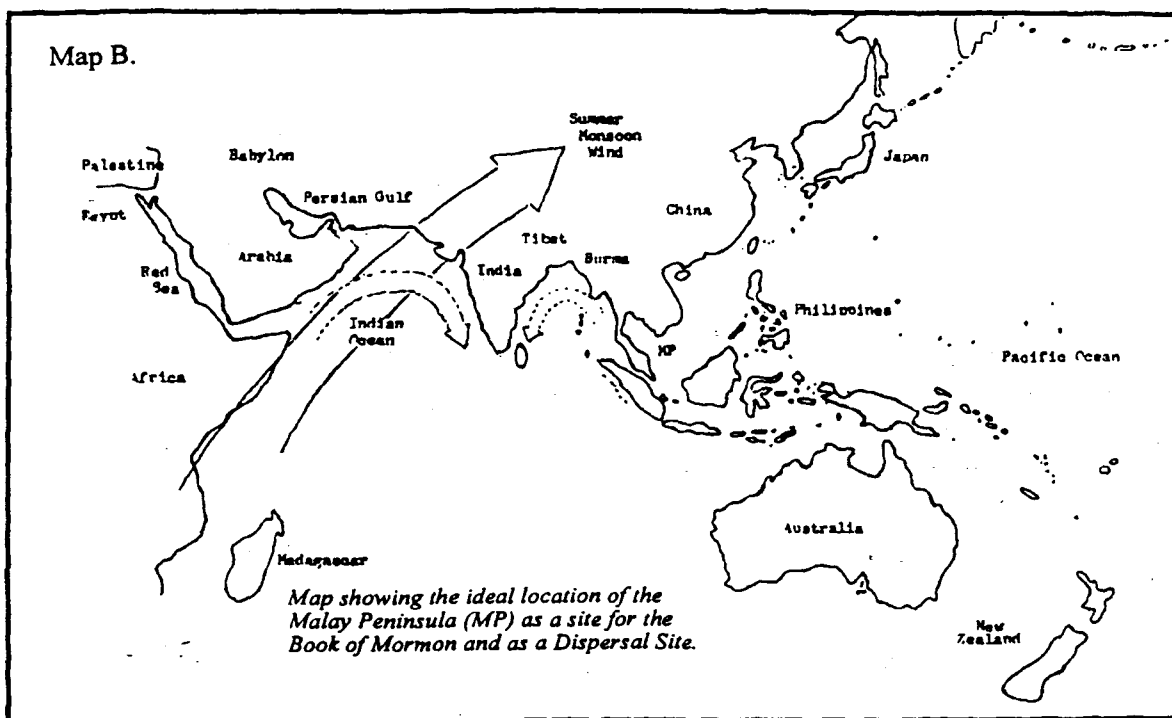 Map B.
Summer
Monsoon
Wind
Palestine
Babylon
Japan
Persian Gulf
China
Egypt
Tibet
Arabia
India
Burma
Red
Sea
Philippines
Indian
Ocean
MP
Pacific Ocean
Africa
Australia
Madagascar
Map showing the ideal location of the
Malay Peninsula (MP) as a site for the
Book of Mormon and as a Dispersal Site.
New
Zealand